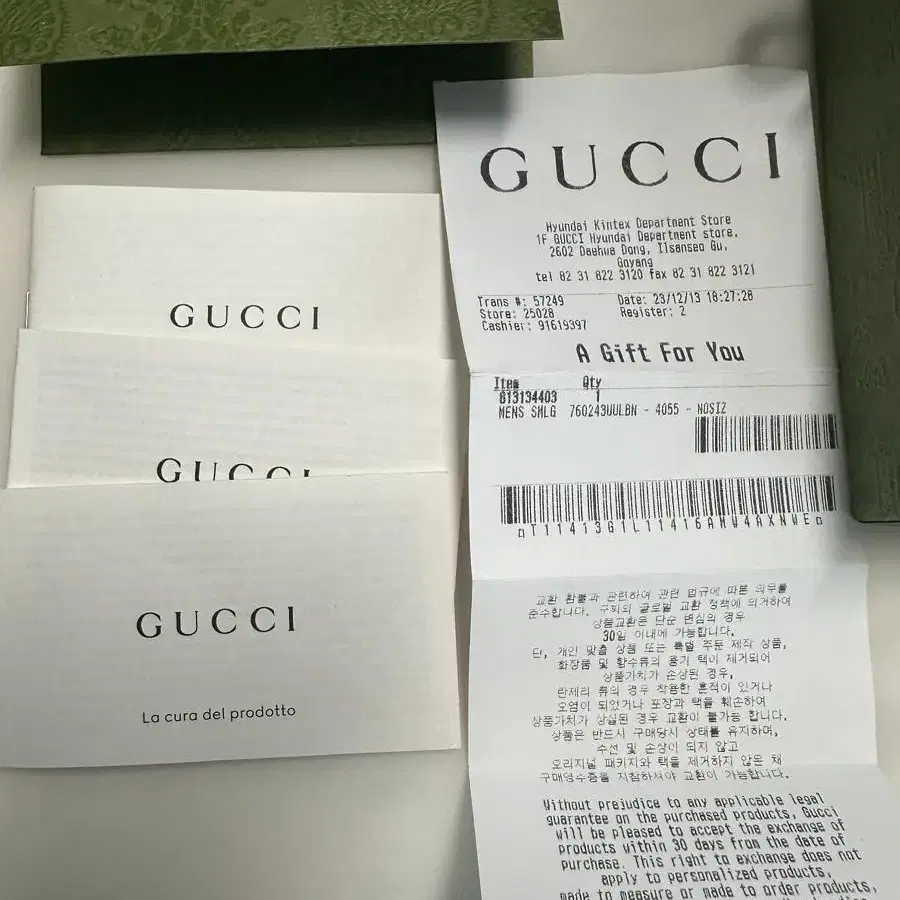 GUCCI
GUCCI
GUCCI
La cura del prodotto
GUCCI
Hyundai Kintex Department Store
1F GUCCI Hyundai Department store,
2602 Daehwa Dong, Ilsanseo Gu,
Goyang
tel 82 31 822 3120 fax 82 31 822 3121
Trans #: 57249 Date: 23/12/13 18:27:28
Store: 25028 Register: 2
Cashier: 91619397
A Gift For You
Item Qty
813134403 1
MENS SMLG 760243UULBN - 4055 - NOSIZ
교환 환불과 관련하여 관련 법규에 따른 의무를
준수합니다. 구찌의 글로벌 교환 정책에 의거하여
상품교환은 단순 변심의 경우
30일 이내에 가능합니다.
단, 개인 맞춤 상품 또는 특별 주문 제작 상품,
화장품 및 향수류의 용기 택이 제거되어
상품가치가 손상된 경우,
란제리 류의 경우 착용한 흔적이 있거나
오염이 되었거나 포장과 택을 훼손하여
상품가치가 상실된 경우 교환이 불가능 합니다.
상품은 반드시 구매당시 상태를 유지하며,
수선 및 손상이 되지 않고
오리지널 패키지와 택을 제거하지 않은 채
구매영수증을 지참하셔야 교환이 가능합니다.
Without prejudice to any applicable legal
guarantee on the purchased products, Gucci
will be pleased to accept the exchange of
products within 30 days from the date of
purchase. This right to exchange does not
apply to personalized products,
made to measure or made to order products,